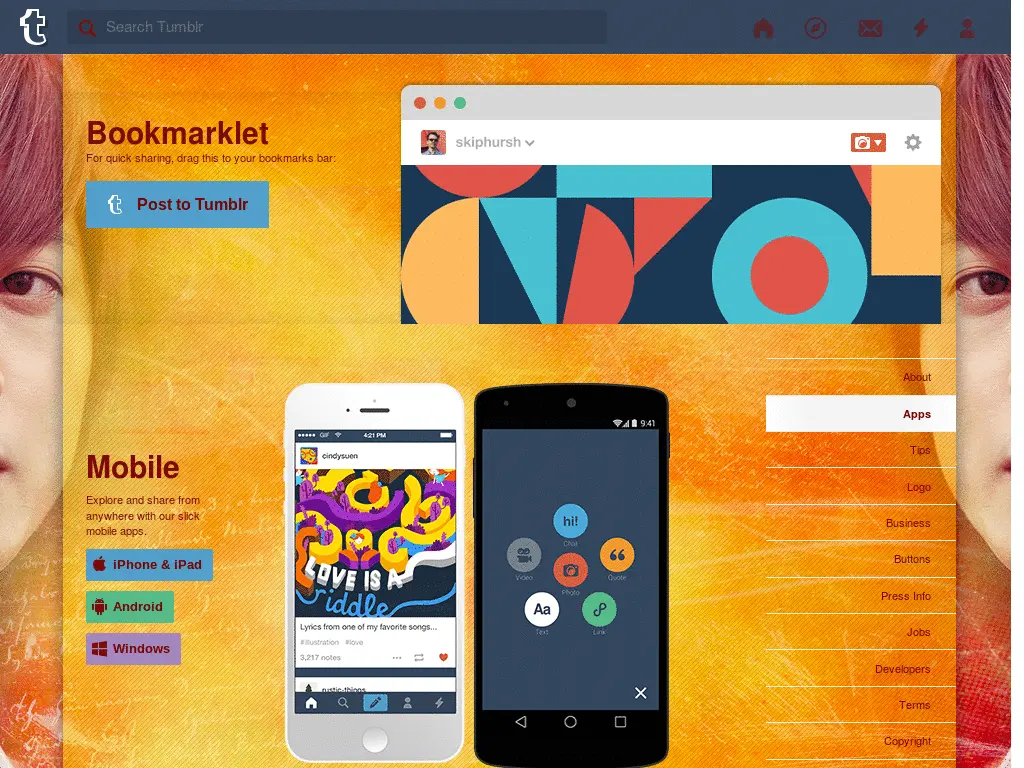 t Search Tumblr
Bookmarklet
For quick sharing, drag this to your bookmarks bar:
t Post to Tumblr
skiphursh
About
Apps
Tips
Logo
Business
Buttons
Press Info
Jobs
Developers
Terms
Copyright
Mobile
Explore and share from
anywhere with our slick
mobile apps.
iPhone & iPad
Android
Windows
GIF 4:21 PM
cindysuen
LOVE IS A
riddle
Lyrics from one of my favorite songs...
#illustration #love
3,217 notes
rustic-things
9:41
hi!
Chat
Video
Quote
Photo
Aa
Text
Link